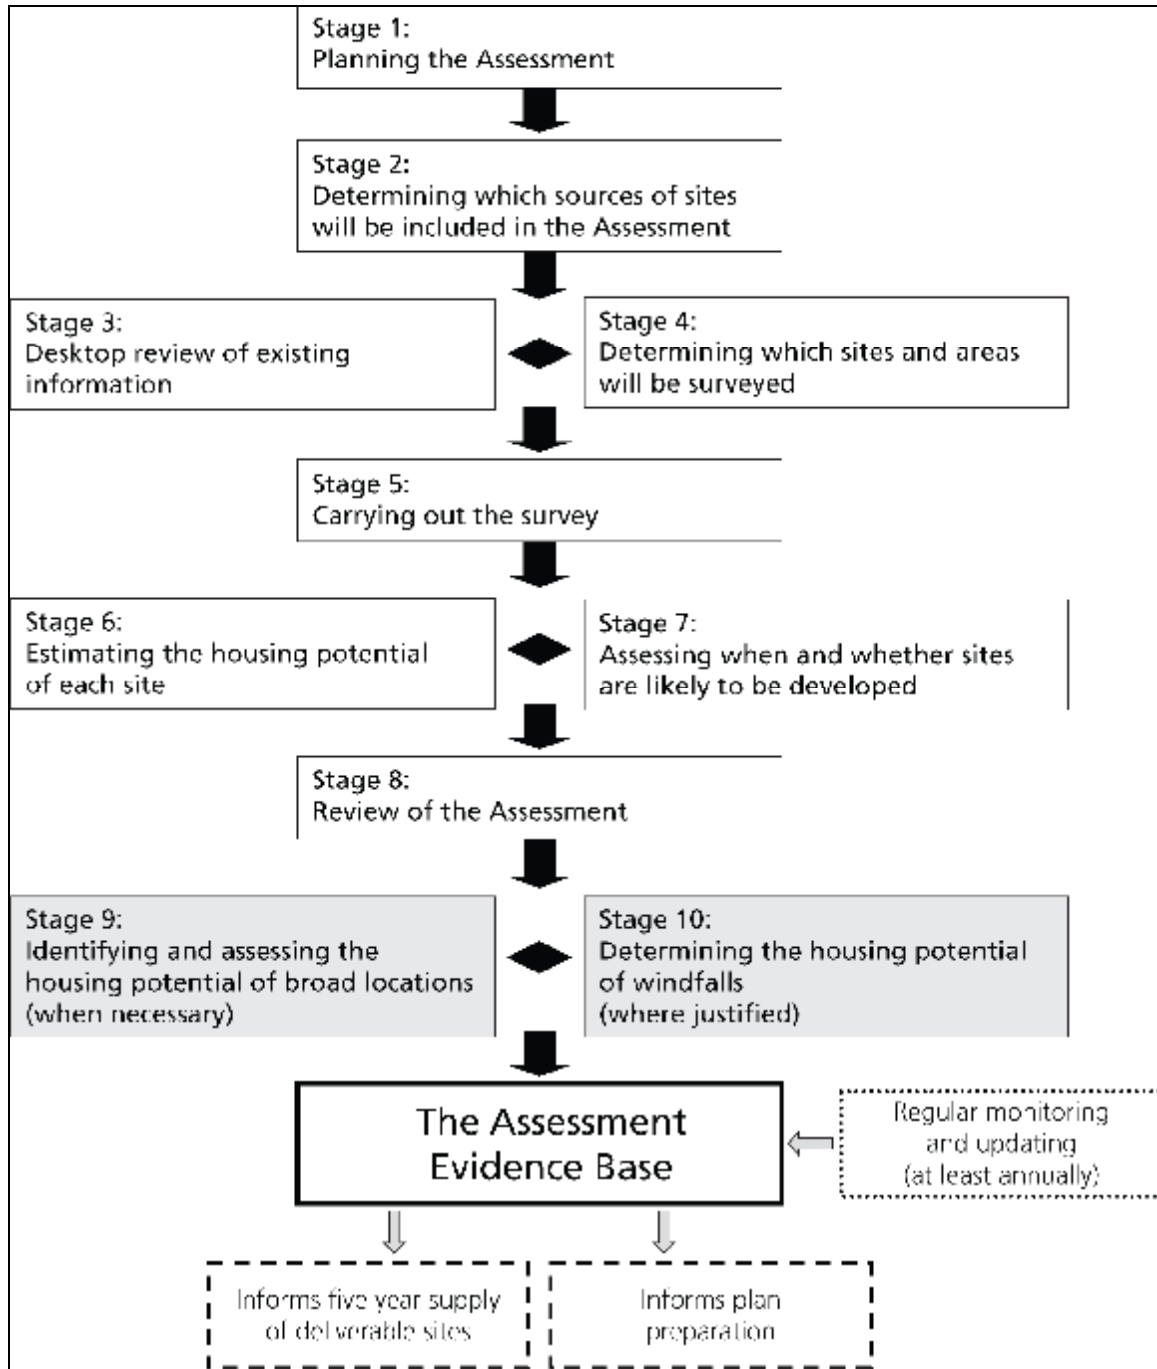 Stage 1:
Planning the Assessment
Stage 2:
Determining which sources of sites
will be included in the Assessment
Stage 3:
Desktop review of existing
information
Stage 4:
Determining which sites and areas
will be surveyed
Stage 5:
Carrying out the survey
Stage 6:
Estimating the housing potential
of each site
Stage 7:
Assessing when and whether sites
are likely to be developed
Stage 8:
Review of the Assessment
Stage 9:
Identifying and assessing the
housing potential of broad locations
(when necessary)
Stage 10:
Determining the housing potential
of windfalls
(where justified)
The Assessment
Evidence Base
Regular monitoring
and updating
(at least annually)
Informs five year supply
of deliverable sites
Informs plan
preparation